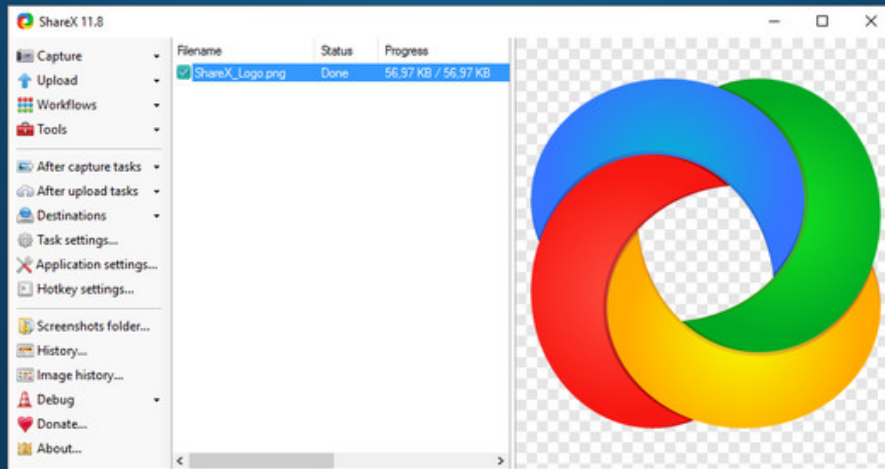 ShareX 11.8
Capture
Upload
Workflows
Tools
After capture tasks
After upload tasks
Destinations
Task settings...
Application settings...
Hotkey settings...
Screenshots folder...
History...
Image history...
Debug
Donate...
About...
Filename Status Progress
ShareX_Logo.png Done 56,97 KB / 56,97 KB